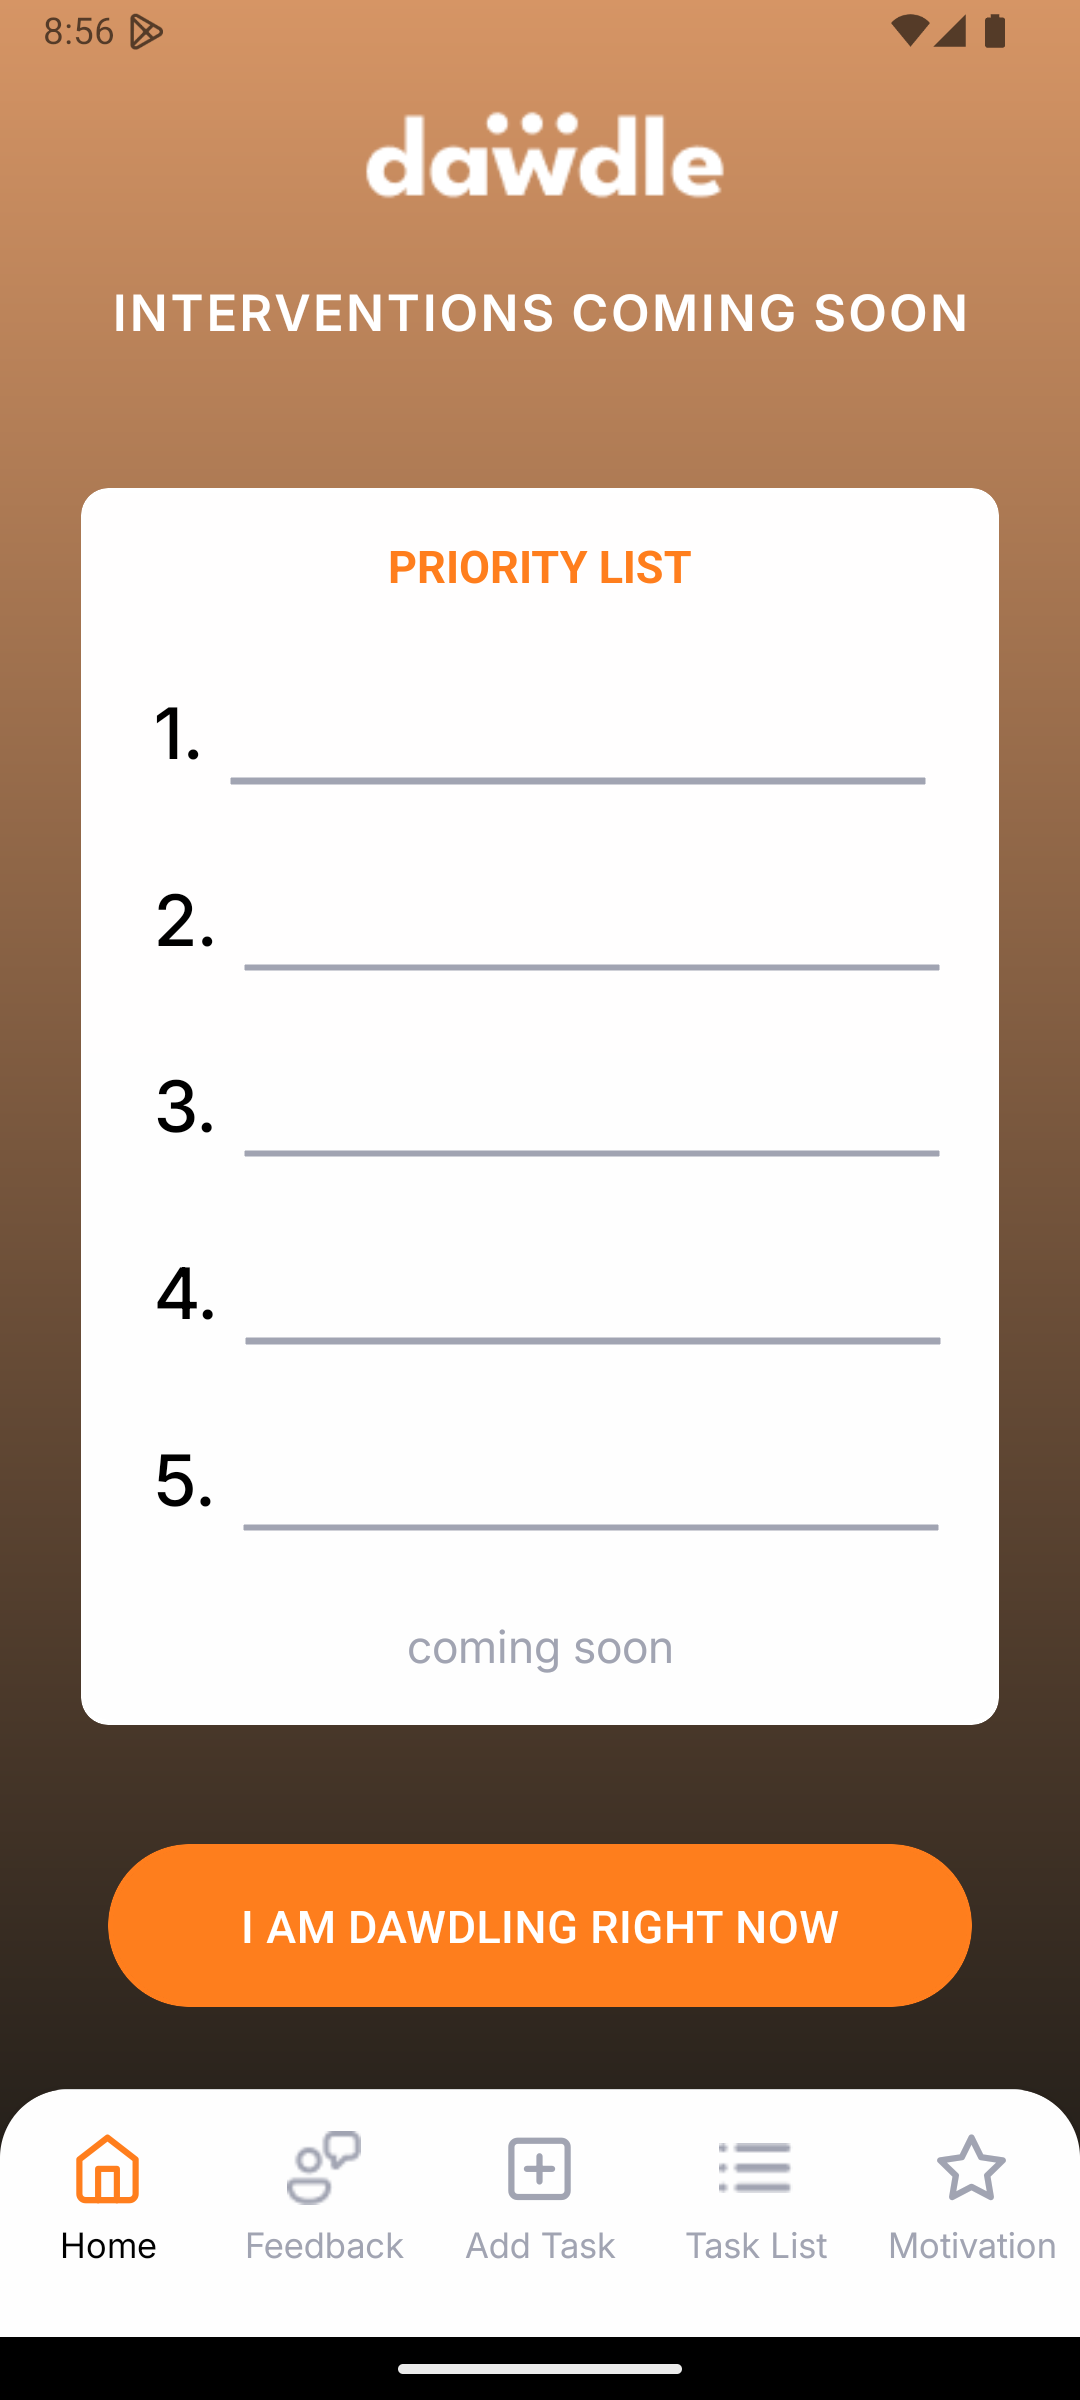 8:56
dawdle
INTERVENTIONS COMING SOON
PRIORITY LIST
1.
2.
3.
4.
5.
coming soon
I AM DAWDLING RIGHT NOW
Home
Feedback
Add Task
Task List
Motivation